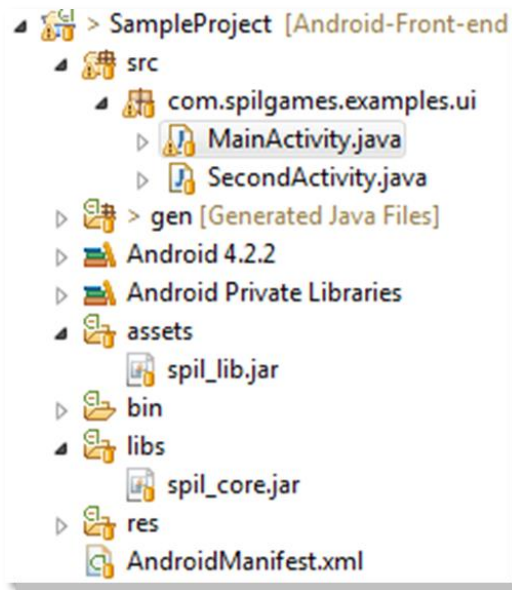 > SampleProject [Android-Front-end
src
com.spilgames.examples.ui
MainActivity.java
SecondActivity.java
> gen [Generated Java Files]
Android 4.2.2
Android Private Libraries
assets
spil_lib.jar
bin
libs
spil_core.jar
res
AndroidManifest.xml